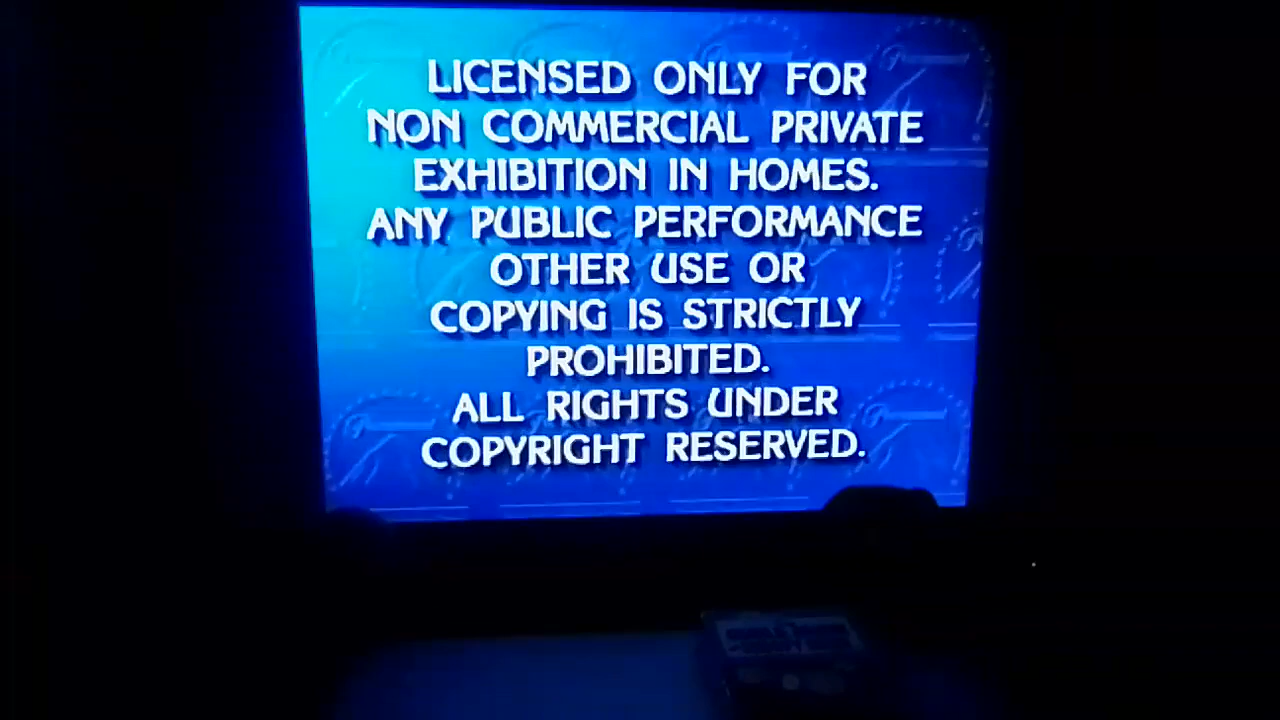 LICENSED ONLY FOR
NON COMMERCIAL PRIVATE
EXHIBITION IN HOMES.
ANY PUBLIC PERFORMANCE
OTHER USE OR
COPYING IS STRICTLY
PROHIBITED.
ALL RIGHTS UNDER
COPYRIGHT RESERVED.